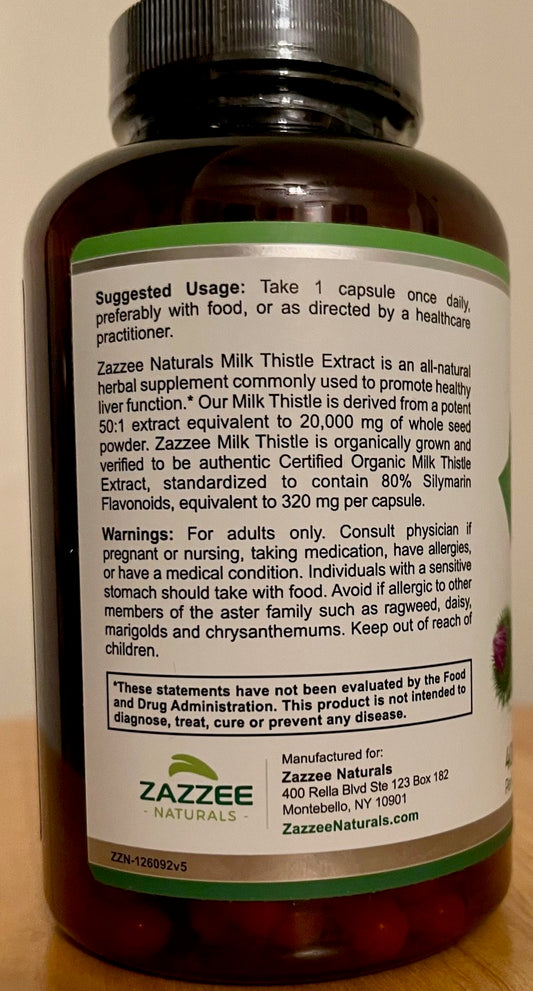 Suggested Usage: Take 1 capsule once daily,
preferably with food, or as directed by a healthcare
practitioner.
Zazzee Naturals Milk Thistle Extract is an all-natural
herbal supplement commonly used to promote healthy
liver function.* Our Milk Thistle is derived from a potent
50:1 extract equivalent to 20,000 mg of whole seed
powder. Zazzee Milk Thistle is organically grown and
verified to be authentic Certified Organic Milk Thistle
Extract, standardized to contain 80% Silymarin
Flavonoids, equivalent to 320 mg per capsule.
Warnings: For adults only. Consult physician if
pregnant or nursing, taking medication, have allergies,
or have a medical condition. Individuals with a sensitive
stomach should take with food. Avoid if allergic to other
members of the aster family such as ragweed, daisy,
marigolds and chrysanthemums. Keep out of reach of
children.
*These statements have not been evaluated by the Food
and Drug Administration. This product is not intended to
diagnose, treat, cure or prevent any disease.
ZAZZEE
- NATURALS -
Manufactured for:
Zazzee Naturals
400 Rella Blvd Ste 123 Box 182
Montebello, NY 10901
ZazzeeNaturals.com
ZZN-126092v5